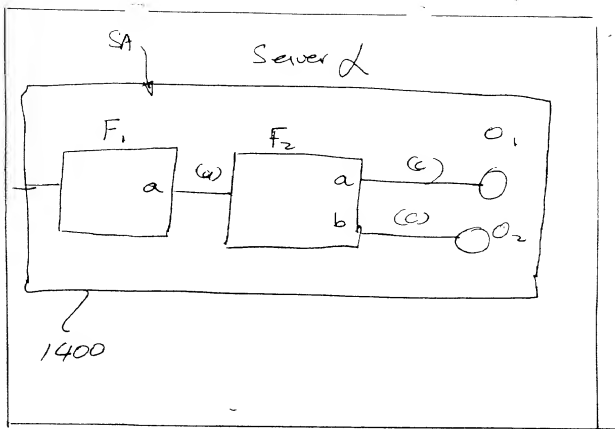 SA
Server α
F₁
F₂
O₁
a
(a)
a
(c)
b
(c)
O₂
1400